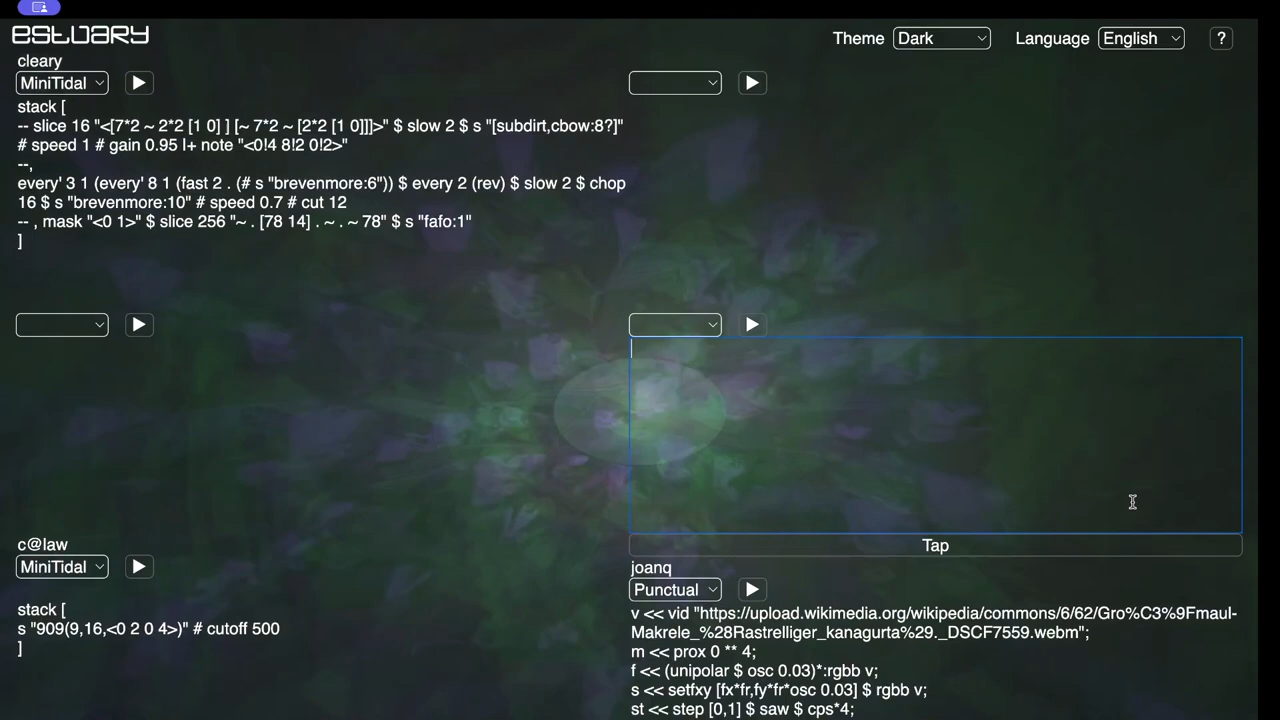 estuary
Theme Dark Language English ?
cleary
MiniTidal
stack [
-- slice 16 "<[7*2 ~ 2*2 [1 0] ] [~ 7*2 ~ [2*2 [1 0]]]>" $ slow 2 $ s "[subdirt,cbow:8?]"
# speed 1 # gain 0.95 |+ note "<0!4 8!2 0!2>"
--,
every' 3 1 (every' 8 1 (fast 2 . (# s "brevenmore:6")) $ every 2 (rev) $ slow 2 $ chop
16 $ s "brevenmore:10" # speed 0.7 # cut 12
-- , mask "<0 1>" $ slice 256 "~ . [78 14] . ~ . ~ 78" $ s "fafo:1"
]
c@law
MiniTidal
stack [
s "909(9,16,<0 2 0 4>)" # cutoff 500
]
Tap
joanq
Punctual
v << vid "https://upload.wikimedia.org/wikipedia/commons/6/62/Gro%C3%9Fmaul-
Makrele_%28Rastrelliger_kanagurta%29._DSCF7559.webm";
m << prox 0 ** 4;
f << (unipolar $ osc 0.03)*:rgbb v;
s << setfxy [fx*fr,fy*fr*osc 0.03] $ rgbb v;
st << step [0,1] $ saw $ cps*4;